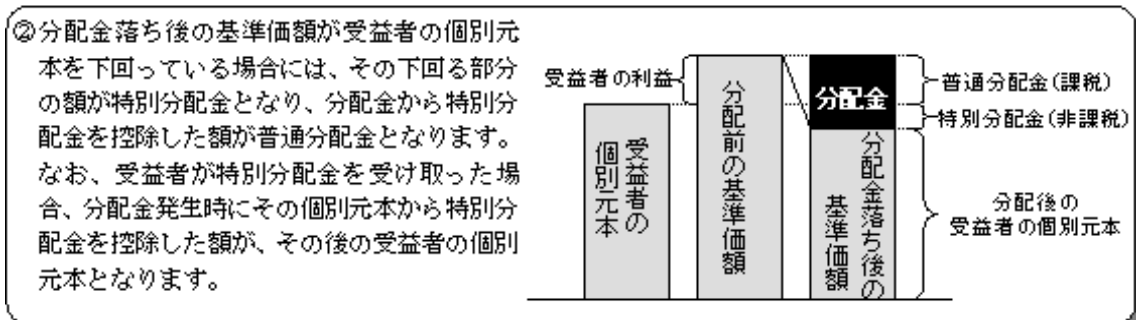 ②分配金落ち後の基準価額が受益者の個別元
本を下回っている場合には、その下回る部分
の額が特別分配金となり、分配金から特別分
配金を控除した額が普通分配金となります。
なお、受益者が特別分配金を受け取った場
合、分配金発生時にその個別元本から特別分
配金を控除した額が、その後の受益者の個別
元本となります。
受益者の利益
受益者の
個別元本
分配前の基準価額
分配金
分配金落ち後の
基準価額
普通分配金(課税)
特別分配金(非課税)
分配後の
受益者の個別元本